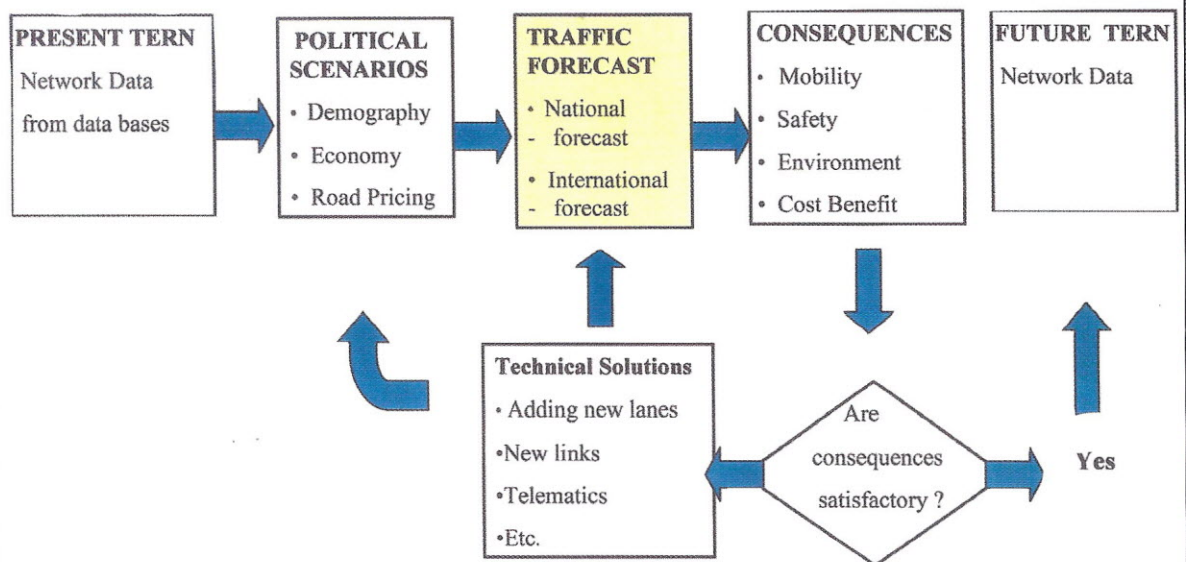 PRESENT TERN
Network Data
from data bases
POLITICAL
SCENARIOS
• Demography
• Economy
• Road Pricing
TRAFFIC
FORECAST
• National
- forecast
• International
- forecast
CONSEQUENCES
• Mobility
• Safety
• Environment
• Cost Benefit
FUTURE TERN
Network Data
Technical Solutions
• Adding new lanes
•New links
•Telematics
•Etc.
Are
consequences
satisfactory ?
Yes